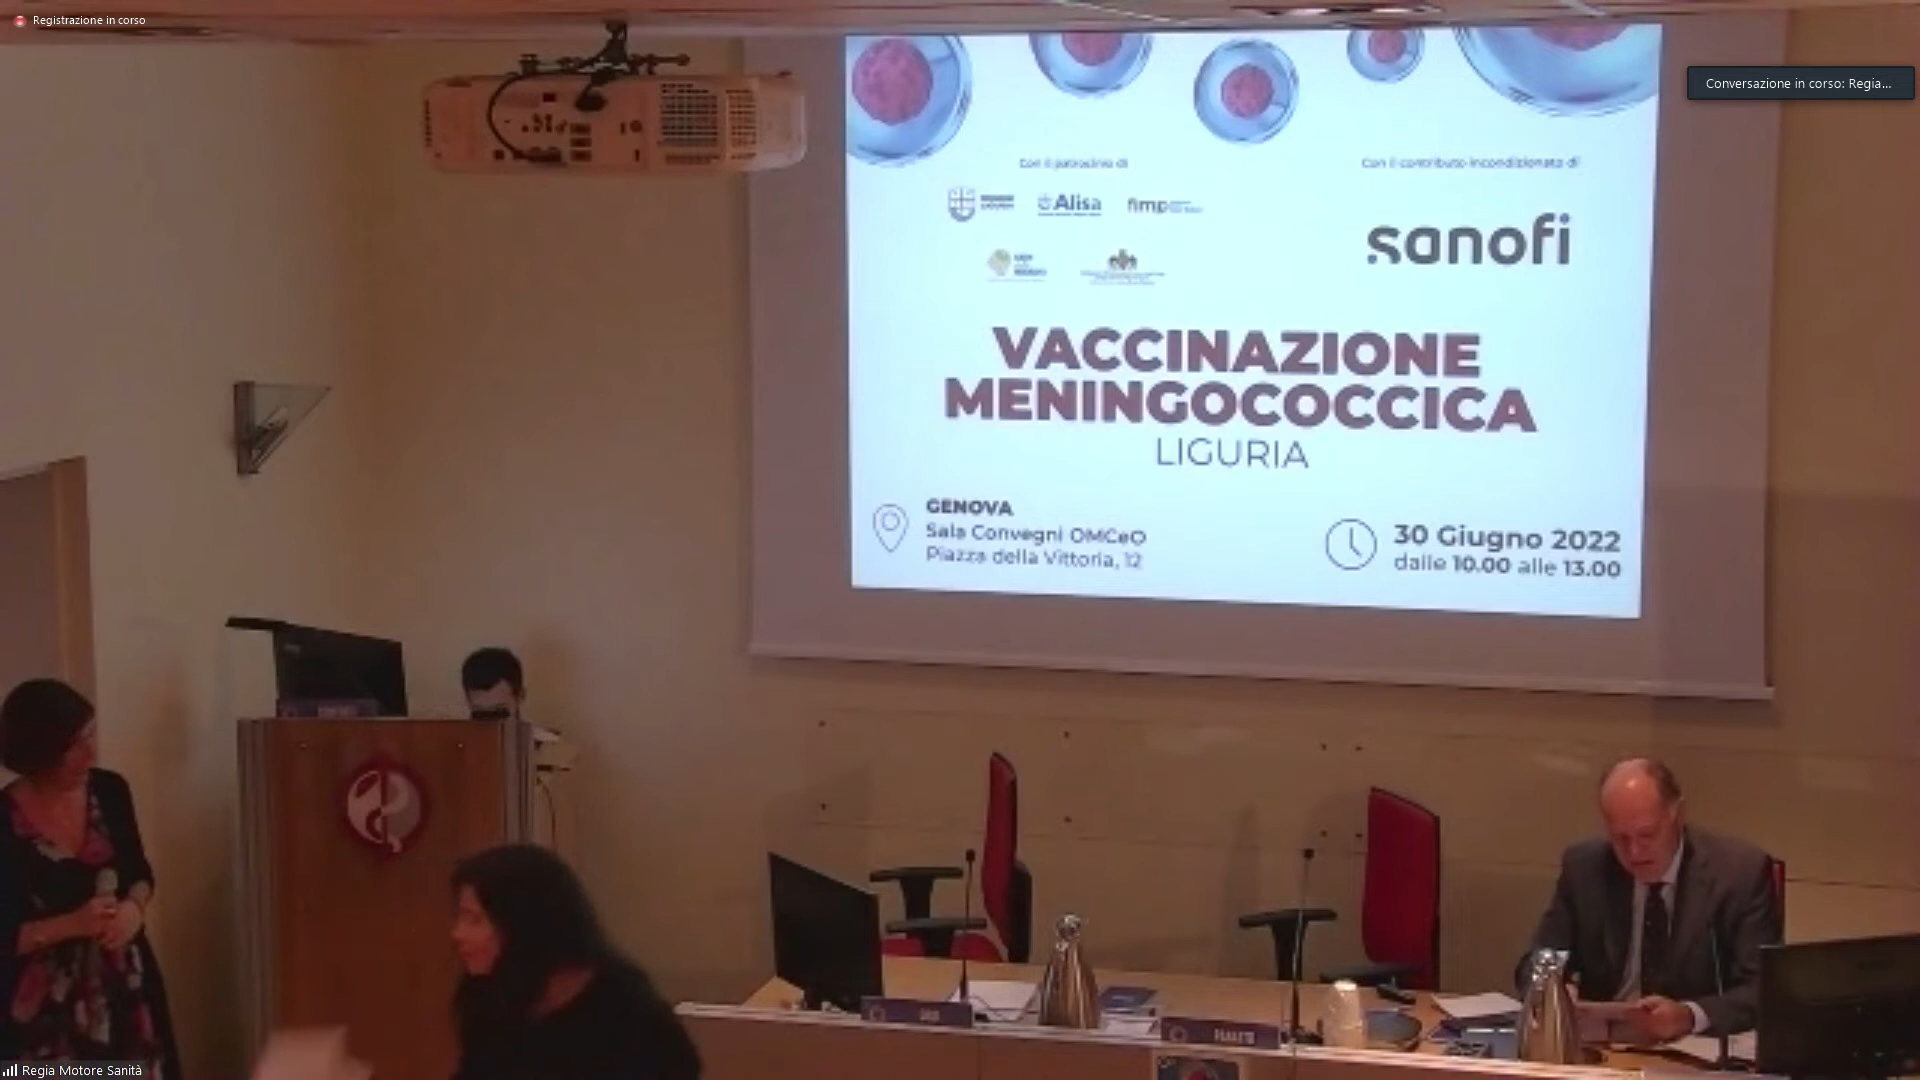 Registrazione in corso
Conversazione in corso: Regia...
Con il patrocinio di
Con il contributo incondizionato di
Alisa
fimp
sanofi
VACCINAZIONE
MENINGOCOCCICA
LIGURIA
GENOVA
Sala Convegni OMCeO
Piazza della Vittoria, 12
30 Giugno 2022
dalle 10.00 alle 13.00
Regia Motore Sanità